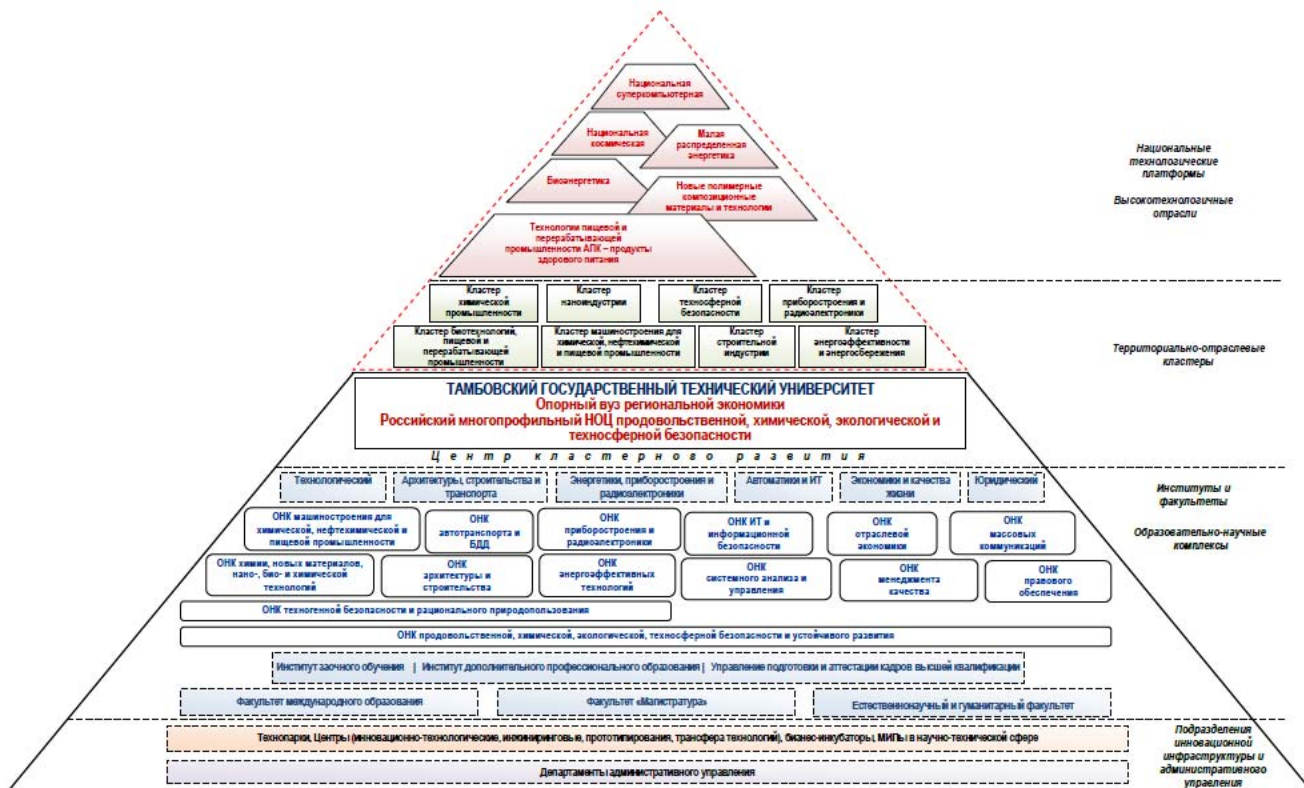 Национальная
суперкомпьютерная
Национальная
космическая
Малая
распределенная
энергетика
Биоэнергетика
Новые полимерные
композиционные
материалы и технологии
Технологии пищевой и
перерабатывающей
промышленности АПК – продукты
здорового питания
Национальные
технологические
платформы
Высокотехнологичные
отрасли
Кластер
химической
промышленности
Кластер
наноиндустрии
Кластер
техносферной
безопасности
Кластер
приборостроения и
радиоэлектроники
Кластер биотехнологий,
пищевой и
перерабатывающей
промышленности
Кластер машиностроения для
химической, нефтехимической
и пищевой промышленности
Кластер
строительной
индустрии
Кластер
энергоэффективности
и энергосбережения
Территориально-отраслевые
кластеры
ТАМБОВСКИЙ ГОСУДАРСТВЕННЫЙ ТЕХНИЧЕСКИЙ УНИВЕРСИТЕТ
Опорный вуз региональной экономики
Российский многопрофильный НОЦ продовольственной, химической, экологической и
техносферной безопасности
Центр кластерного развития
Технологический
Архитектуры, строительства и
транспорта
Энергетики, приборостроения и
радиоэлектроники
Автоматики и ИТ
Экономики и качества
жизни
Юридический
Институты и
факультеты
ОНК машиностроения для
химической, нефтехимической и
пищевой промышленности
ОНК
автотранспорта и
БДД
ОНК
приборостроения и
радиоэлектроники
ОНК ИТ и
информационной
безопасности
ОНК
отраслевой
экономики
ОНК
массовых
коммуникаций
Образовательно-научные
комплексы
ОНК химии, новых материалов,
нано-, био- и химической
технологий
ОНК
архитектуры и
строительства
ОНК
энергоэффективных
технологий
ОНК
системного анализа и
управления
ОНК
менеджмента
качества
ОНК
правового
обеспечения
ОНК техногенной безопасности и рационального природопользования
ОНК продовольственной, химической, экологической, техносферной безопасности и устойчивого развития
Институт заочного обучения | Институт дополнительного профессионального образования | Управление подготовки и аттестации кадров высшей квалификации
Факультет международного образования
Факультет «Магистратура»
Естественнонаучный и гуманитарный факультет
Технопарки, Центры (инновационно-технологические, инжиниринговые, прототипирования, трансфера технологий), бизнес-инкубаторы, МИПы в научно-технической сфере
Департаменты административного управления
Подразделения
инновационной
инфраструктуры и
административного
управления